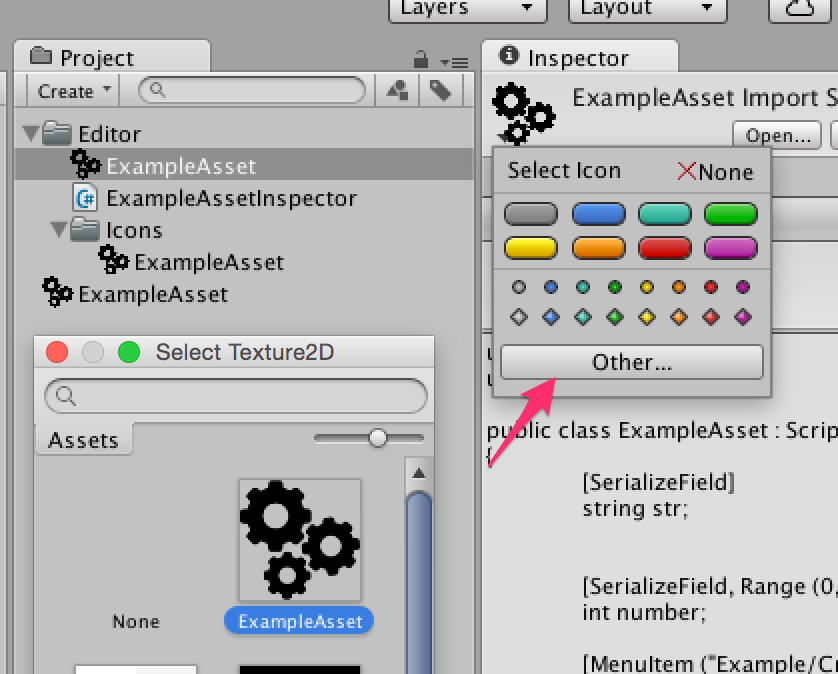 Layers
Layout
Project
Create
Editor
ExampleAsset
ExampleAssetInspector
Icons
ExampleAsset
ExampleAsset
Select Texture2D
Assets
None
ExampleAsset
Inspector
ExampleAsset Import S
Open...
Select Icon
None
Other...
public class ExampleAsset : Scrip
{
[SerializeField]
string str;
[SerializeField, Range (0,
int number;
[MenuItem ("Example/Cr